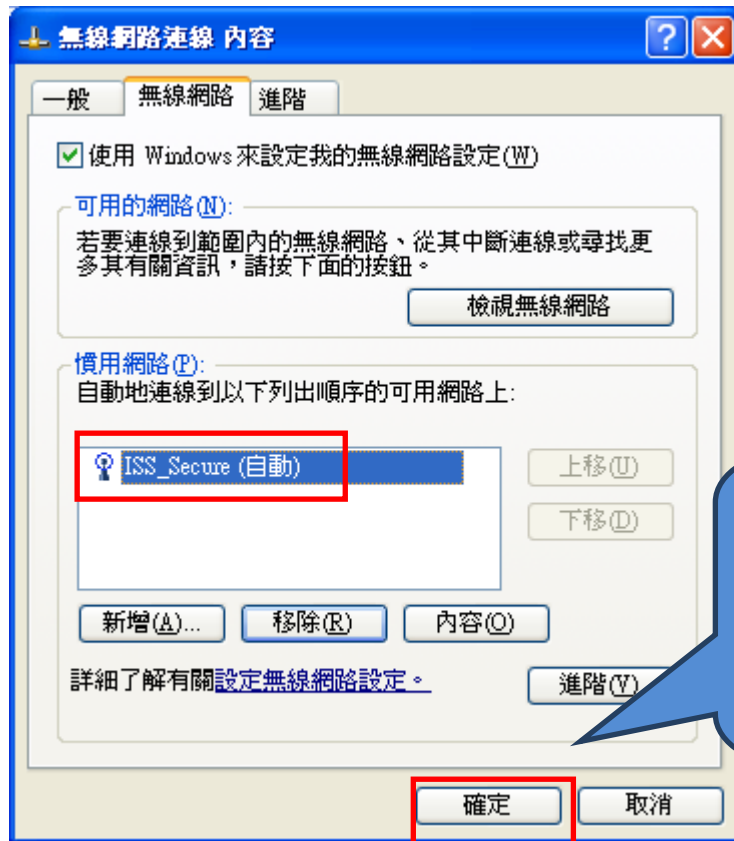 無線網路連線 內容
一般 無線網路 進階
使用 Windows 來設定我的無線網路設定(W)
可用的網路(N):
若要連線到範圍內的無線網路、從其中斷連線或尋找更
多其有關資訊，請按下面的按鈕。
檢視無線網路
慣用網路(P):
自動地連線到以下列出順序的可用網路上:
ISS_Secure (自動)
上移(U)
下移(D)
新增(A)... 移除(R) 內容(O)
詳細了解有關設定無線網路設定。
進階(V)
確定 取消